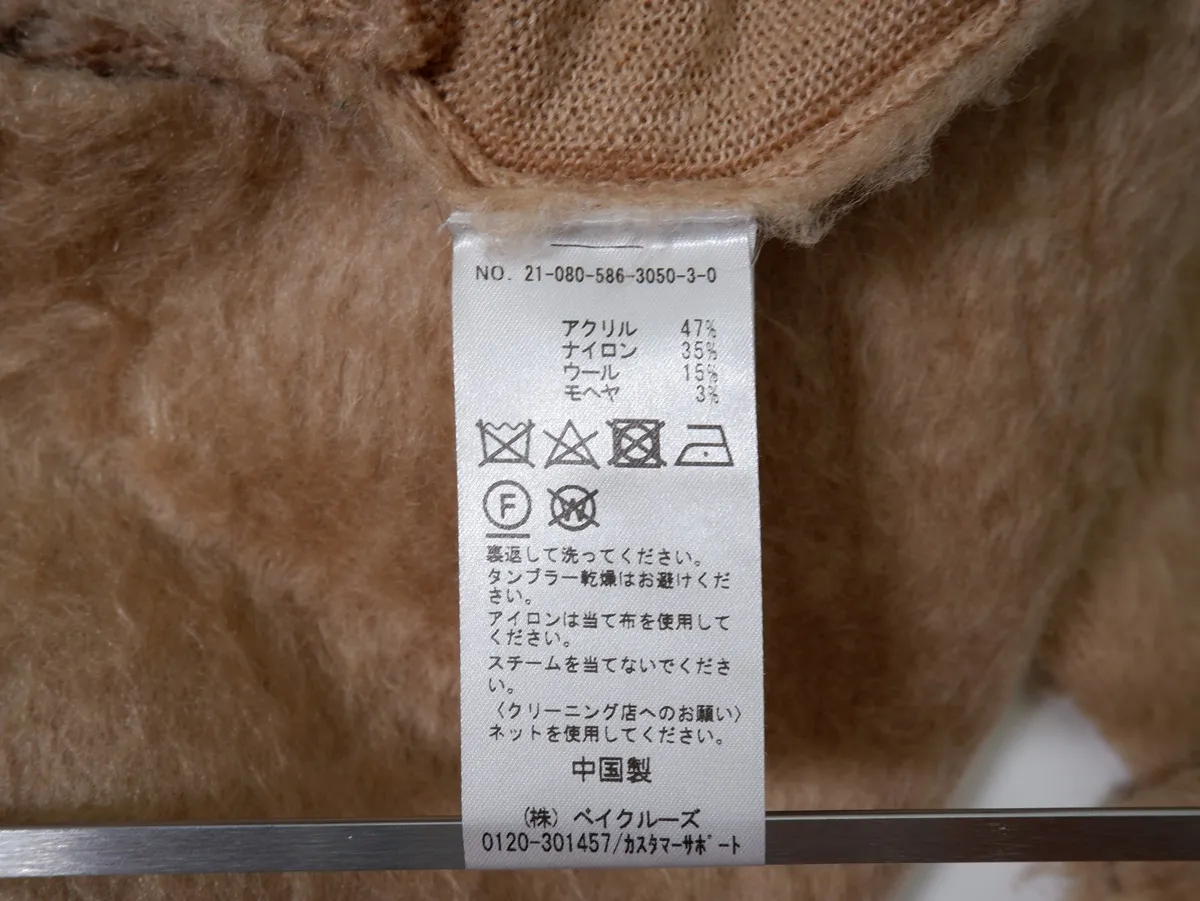 NO. 21-080-586-3050-3-0
アクリル 47%
ナイロン 35%
ウール 15%
モヘヤ 3%
F W
裏返して洗ってください。
タンブラー乾燥はお避けくだ
さい。
アイロンは当て布を使用して
ください。
スチームを当てないでくださ
い。
〈クリーニング店へのお願い〉
ネットを使用してください。
中国製
(株) ベイクルーズ
0120-301457/カスタマーサポート